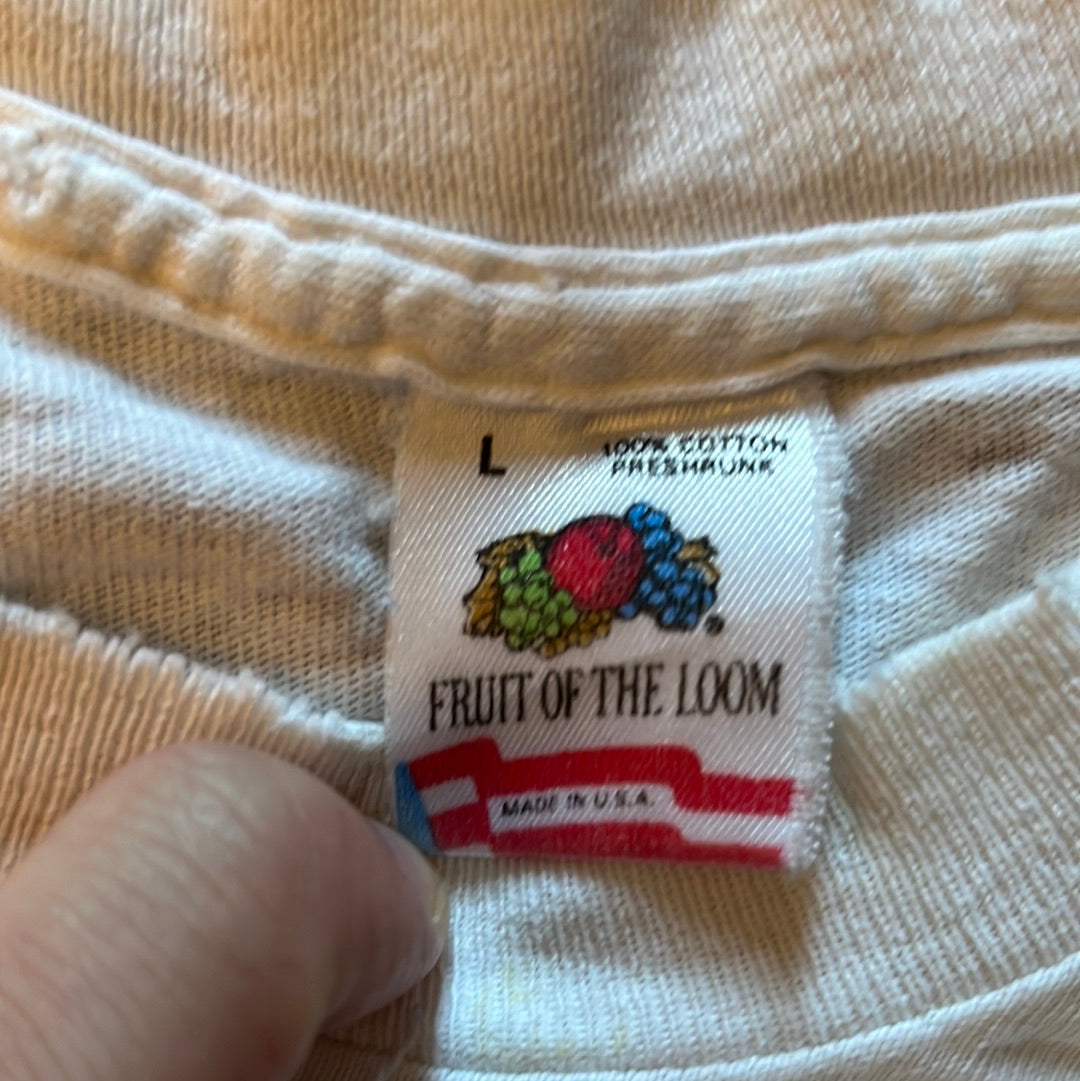 L
100% COTTON
PRESHRUNK
®
FRUIT OF THE LOOM
MADE IN U.S.A.